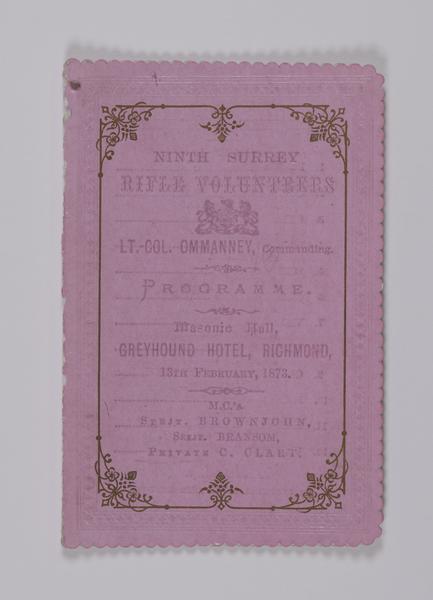 NINTH SURREY
RIFLE VOLUNTEERS
LT.-COL. OMMANNEY, Commanding.
PROGRAMME.
Masonic Hall,
GREYHOUND HOTEL, RICHMOND,
13TH FEBRUARY, 1873.
M.C.'s
SERJT. BROWNJOHN,
SERJT. BRANSOM,
PRIVATE C. CLARE.